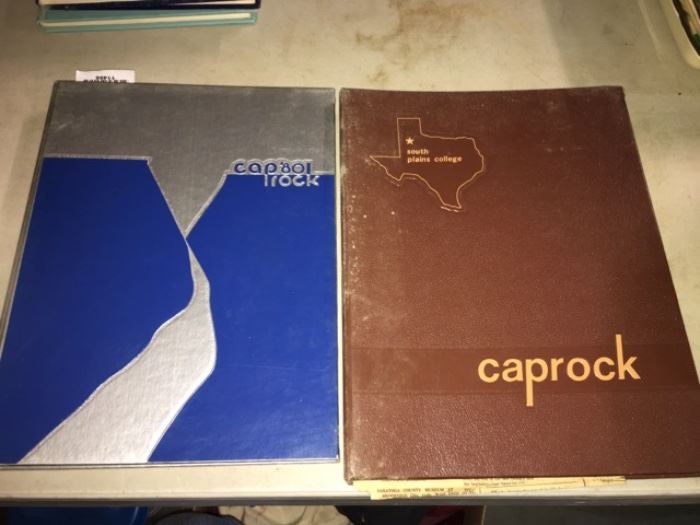 cap '80
rock
south
plains college
caprock